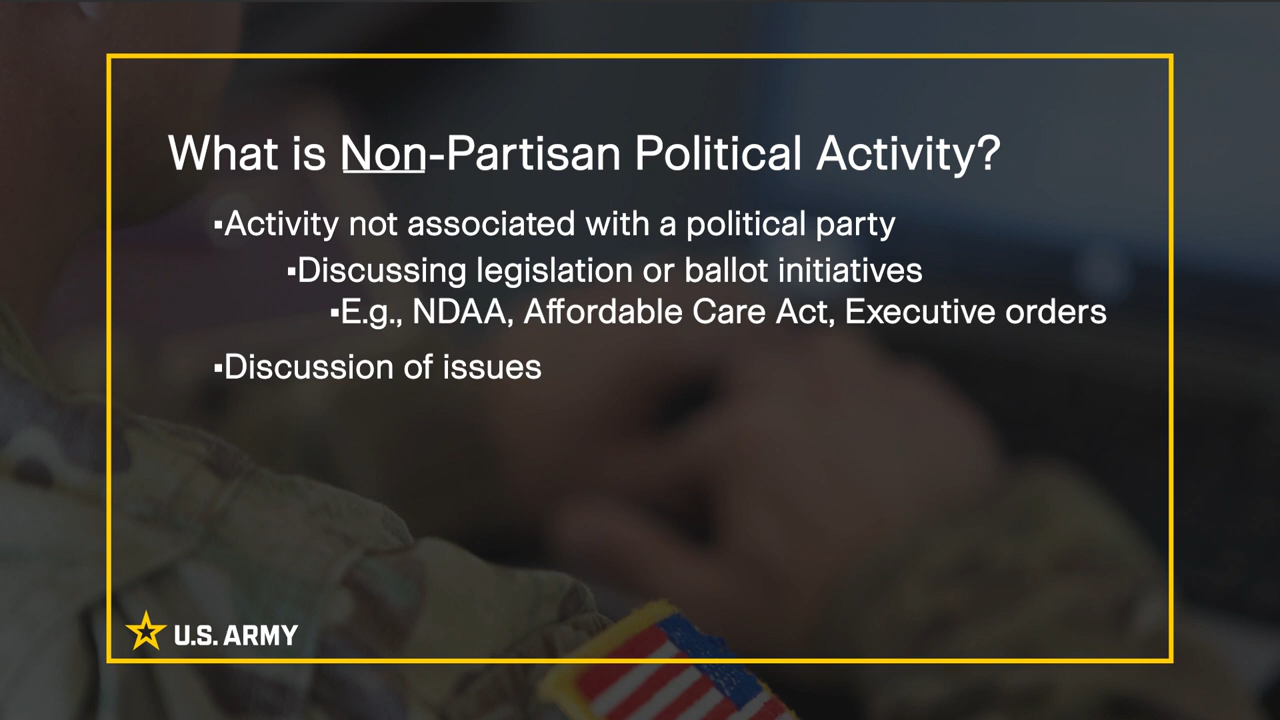 What is Non-Partisan Political Activity?
▪Activity not associated with a political party
▪Discussing legislation or ballot initiatives
▪E.g., NDAA, Affordable Care Act, Executive orders
▪Discussion of issues
U.S. ARMY